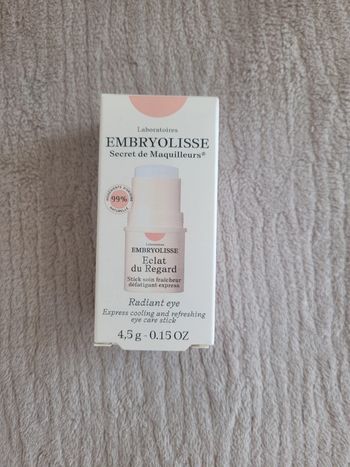 Laboratoires
EMBRYOLISSE
Secret de Maquilleurs®
99%
Laboratoires
EMBRYOLISSE
Eclat
du Regard
Stick soin fraîcheur
défatigant express
Radiant eye
Express cooling and refreshing
eye care stick
4,5 g - 0.15 OZ